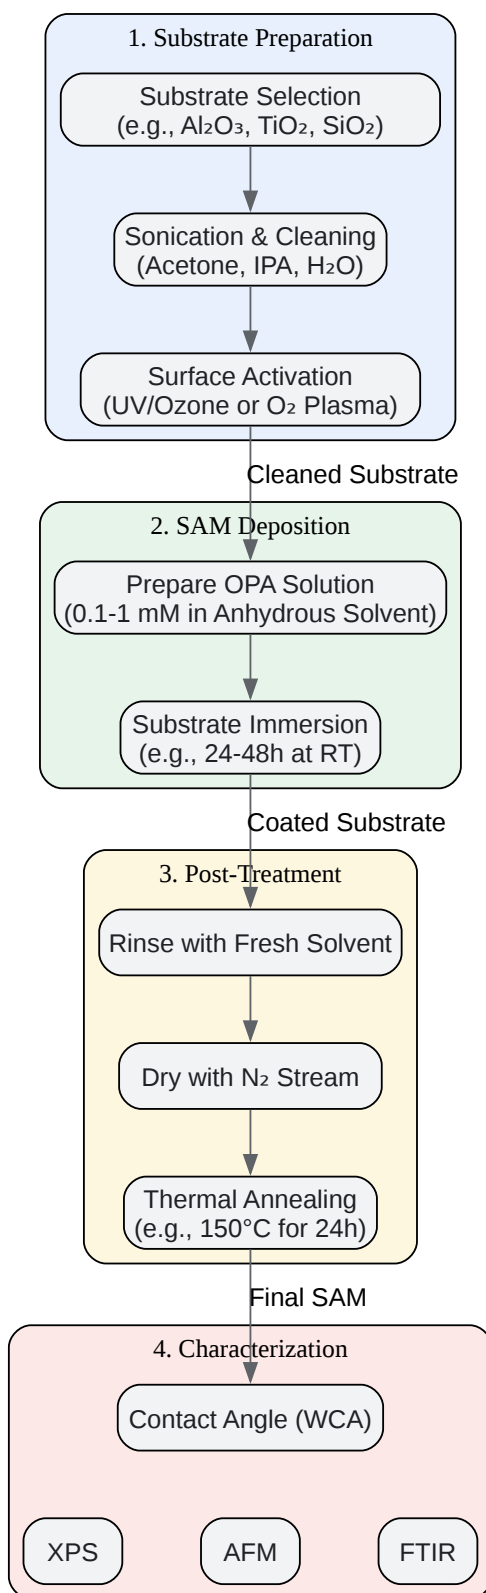 1. Substrate Preparation
Substrate Selection
(e.g., Al₂O₃, TiO₂, SiO₂)
Sonication & Cleaning
(Acetone, IPA, H₂O)
Surface Activation
(UV/Ozone or O₂ Plasma)
Cleaned Substrate
2. SAM Deposition
Prepare OPA Solution
(0.1-1 mM in Anhydrous Solvent)
Substrate Immersion
(e.g., 24-48h at RT)
Coated Substrate
3. Post-Treatment
Rinse with Fresh Solvent
Dry with N₂ Stream
Thermal Annealing
(e.g., 150°C for 24h)
Final SAM
4. Characterization
Contact Angle (WCA)
XPS AFM FTIR